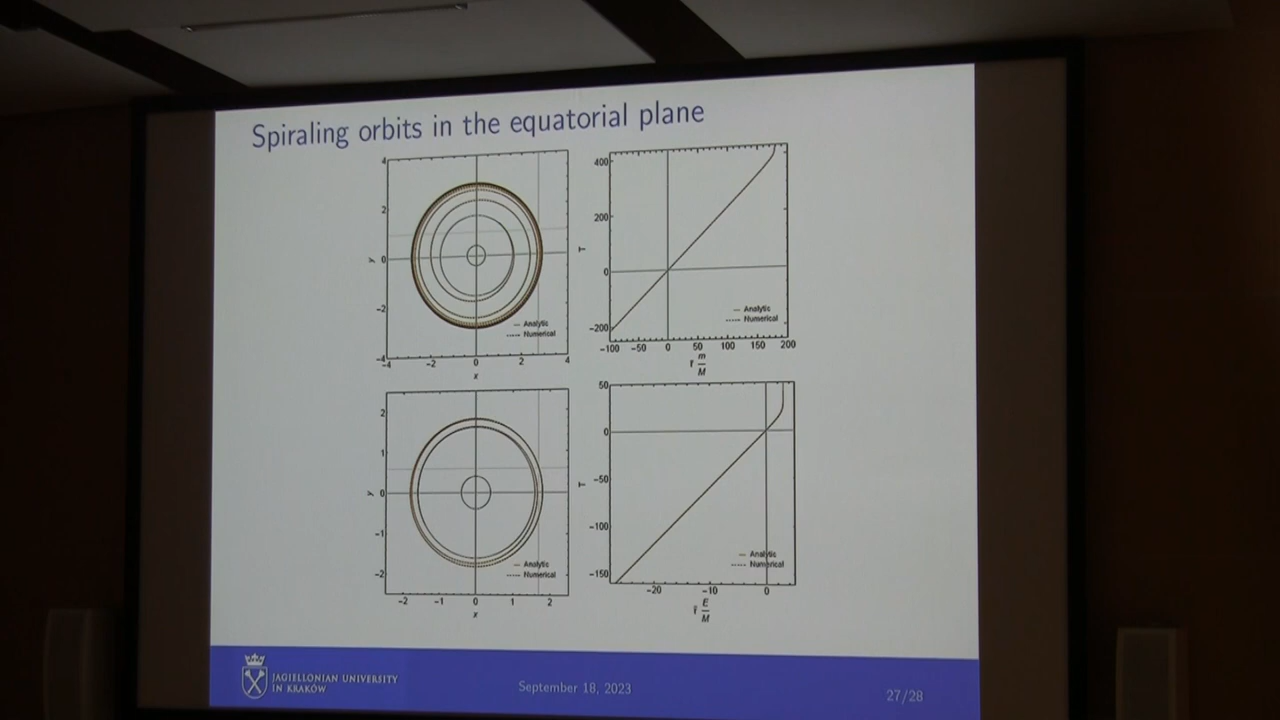 Spiraling orbits in the equatorial plane
4
2
y 0
−2
−4
−4 −2 0 2 4
x
Analytic
Numerical
400
200
T
0
−200
−100 −50 0 50 100 150 200
m
M
Analytic
Numerical
2
1
y 0
−1
−2
−2 −1 0 1 2
x
Analytic
Numerical
50
0
T −50
−100
−150
−20 −10 0
E
M
Analytic
Numerical
JAGIELLONIAN UNIVERSITY
IN KRAKÓW
September 18, 2023
27/28